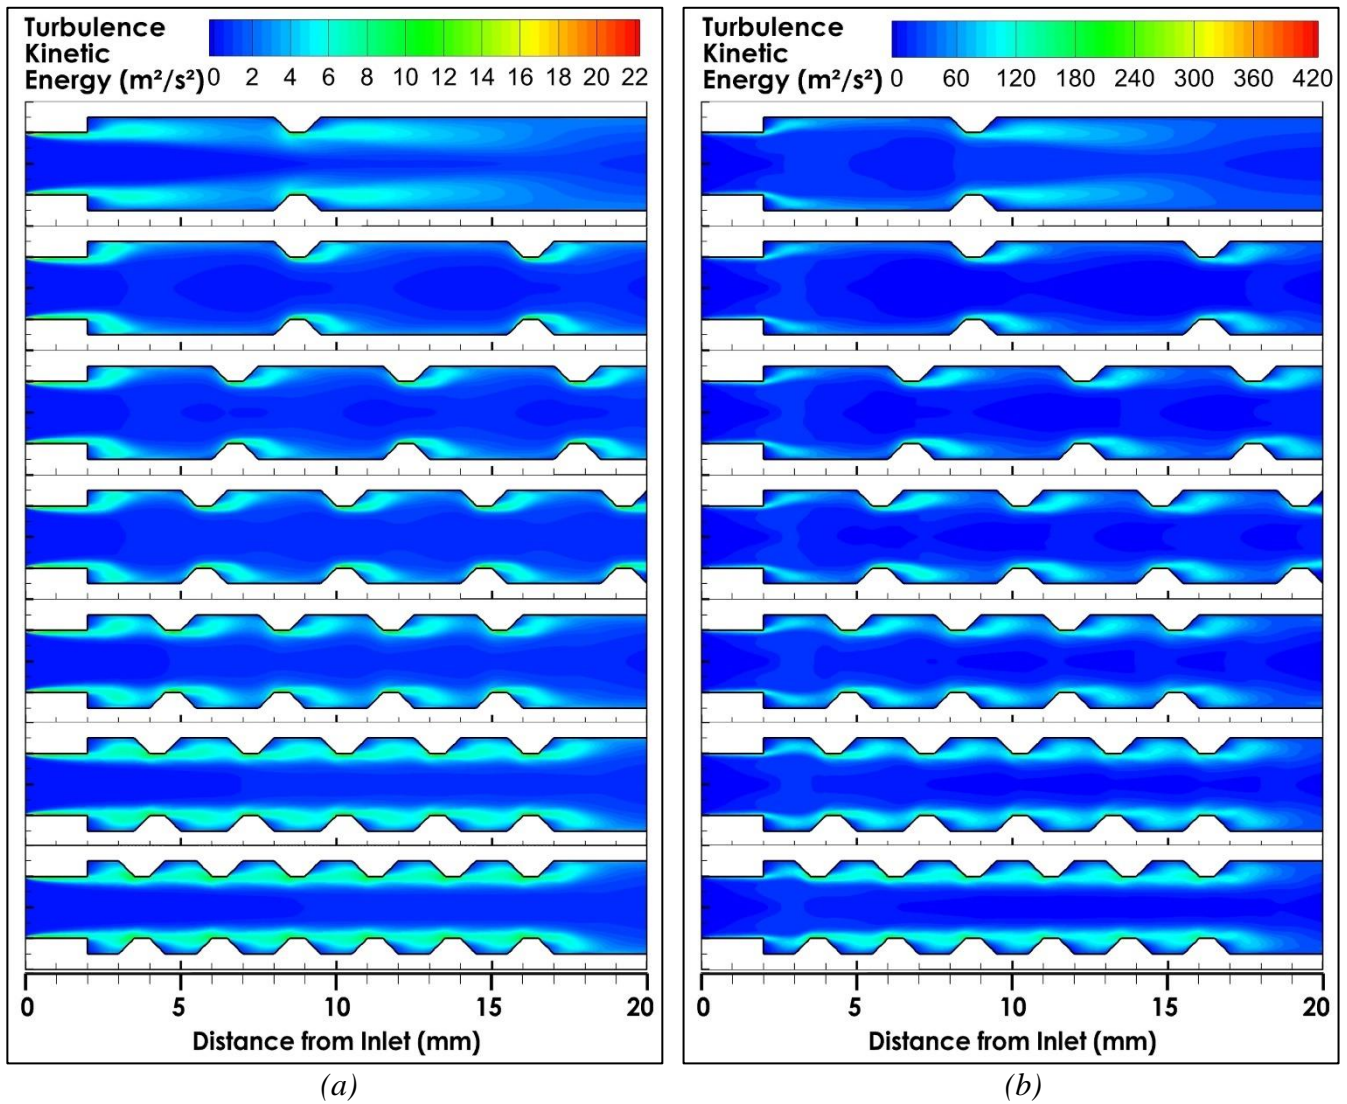 Turbulence
Kinetic
Energy (m²/s²) 0 2 4 6 8 10 12 14 16 18 20 22
0 5 10 15 20
Distance from Inlet (mm)
(a)
Turbulence
Kinetic
Energy (m²/s²) 0 60 120 180 240 300 360 420
0 5 10 15 20
Distance from Inlet (mm)
(b)